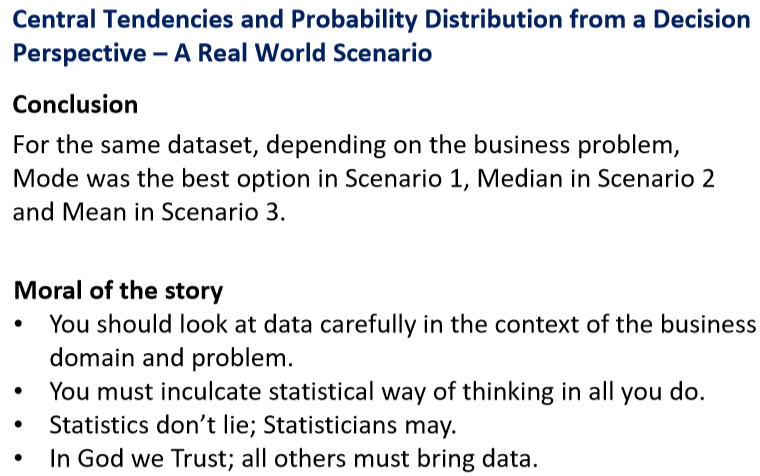 Central Tendencies and Probability Distribution from a Decision
Perspective – A Real World Scenario
Conclusion
For the same dataset, depending on the business problem,
Mode was the best option in Scenario 1, Median in Scenario 2
and Mean in Scenario 3.
Moral of the story
• You should look at data carefully in the context of the business
domain and problem.
• You must inculcate statistical way of thinking in all you do.
• Statistics don’t lie; Statisticians may.
• In God we Trust; all others must bring data.